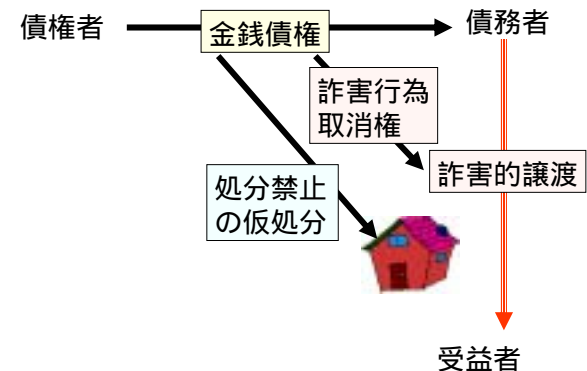 債権者
金銭債権
債務者
詐害行為
取消権
詐害的譲渡
処分禁止
の仮処分
受益者